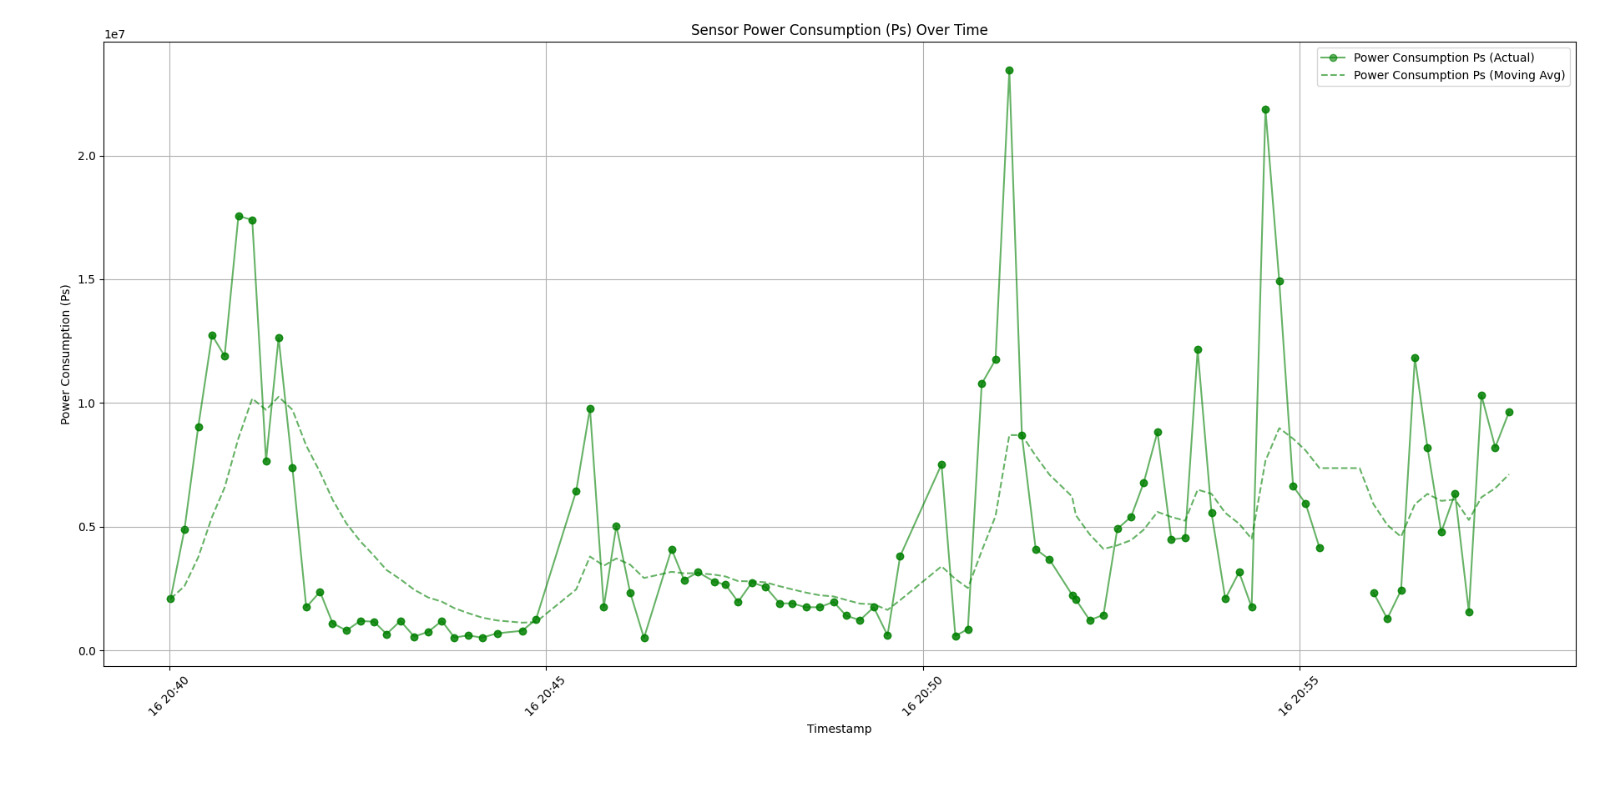 Sensor Power Consumption (Ps) Over Time
1e7
Power Consumption Ps (Actual)
Power Consumption Ps (Moving Avg)
2.0
1.5
1.0
0.5
0.0
Power Consumption (Ps)
16 20:40
16 20:45
16 20:50
16 20:55
Timestamp